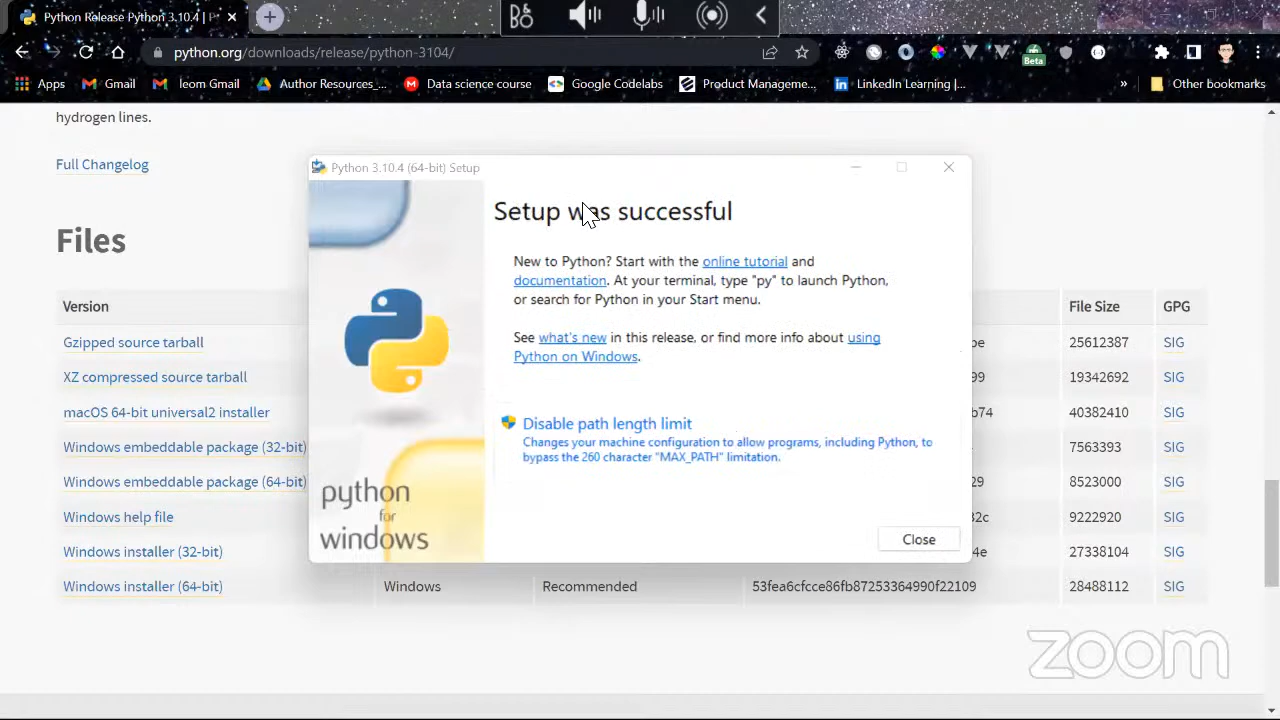 Python Release Python 3.10.4 | P
python.org/downloads/release/python-3104/
Beta
Apps Gmail leom Gmail Author Resources_... Data science course Google Codelabs Product Manageme... LinkedIn Learning |... » Other bookmarks
hydrogen lines.
Full Changelog
Python 3.10.4 (64-bit) Setup
Setup was successful
New to Python? Start with the online tutorial and
documentation. At your terminal, type "py" to launch Python,
or search for Python in your Start menu.
See what's new in this release, or find more info about using
Python on Windows.
Disable path length limit
Changes your machine configuration to allow programs, including Python, to
bypass the 260 character "MAX_PATH" limitation.
python
for
windows
Close
Files
Version File Size GPG
Gzipped source tarball 25612387 SIG
XZ compressed source tarball 99 19342692 SIG
macOS 64-bit universal2 installer b74 40382410 SIG
Windows embeddable package (32-bit) 7563393 SIG
Windows embeddable package (64-bit) 29 8523000 SIG
Windows help file 32c 9222920 SIG
Windows installer (32-bit) 4e 27338104 SIG
Windows installer (64-bit) Windows Recommended 53fea6cfcce86fb87253364990f22109 28488112 SIG
zoom